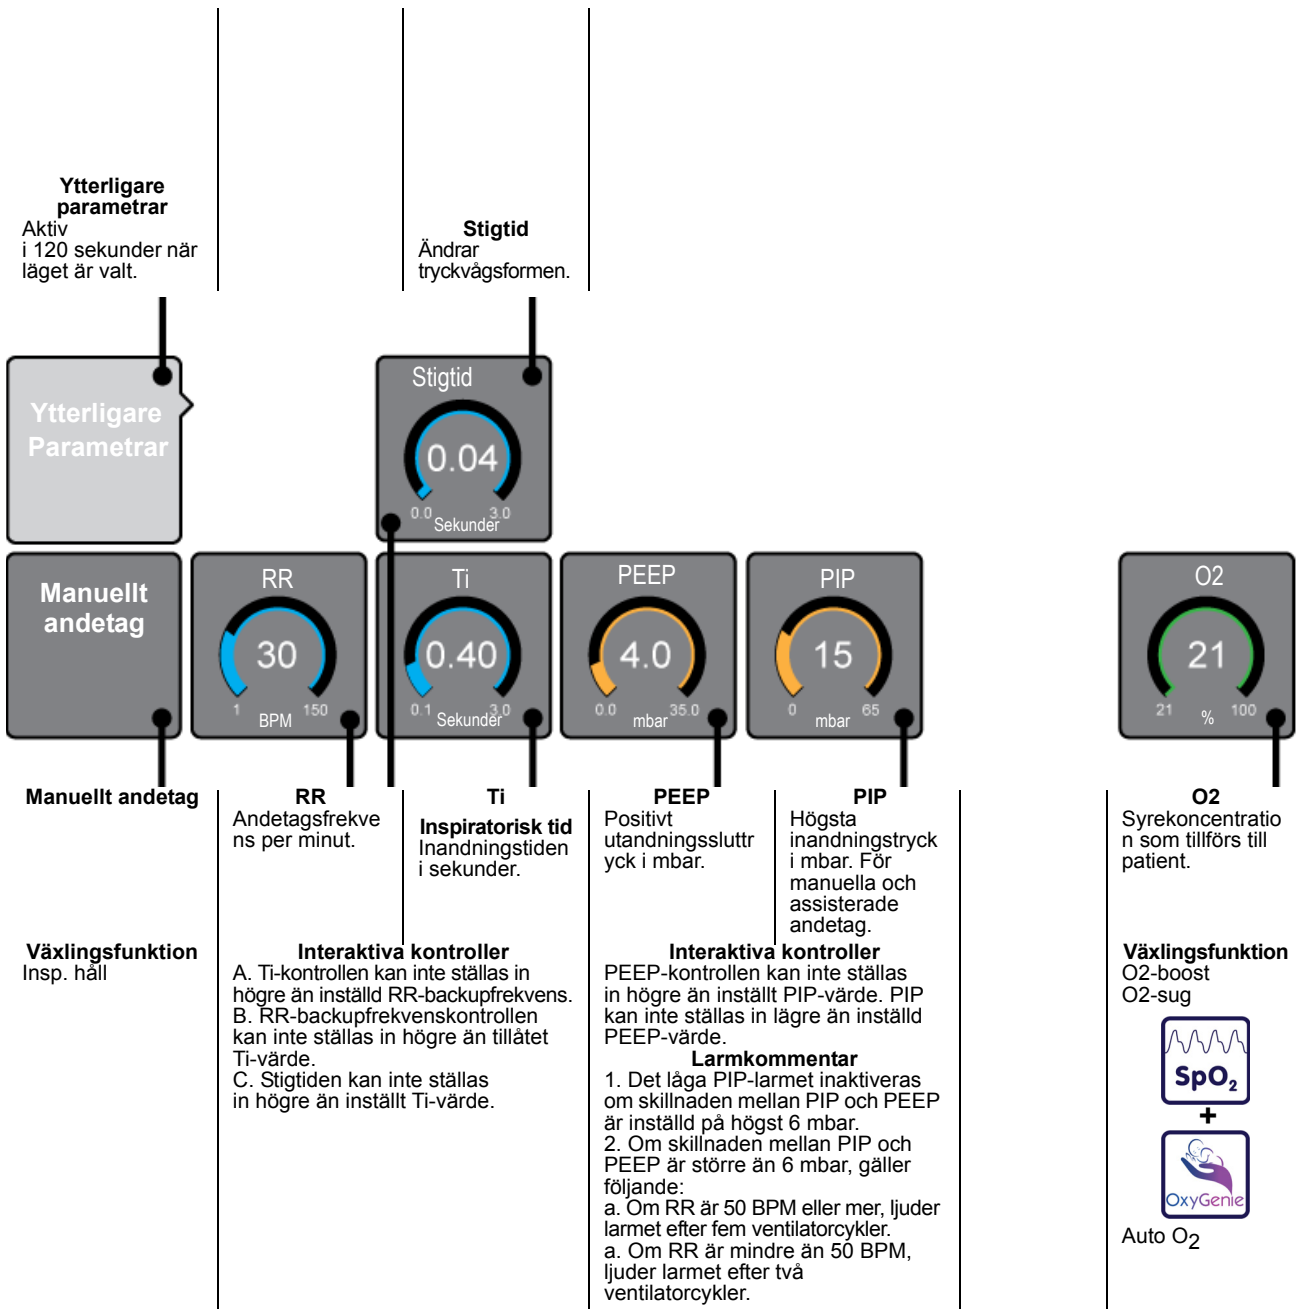 Ytterligare
parametrar
Aktiv
i 120 sekunder när
läget är valt.
Stigtid
Ändrar
tryckvågsformen.
Ytterligare
Parametrar
Stigtid
0.04
0.0 3.0
Sekunder
Manuellt
andetag
RR
30
1 150
BPM
Ti
0.40
0.1 3.0
Sekunder
PEEP
4.0
0.0 35.0
mbar
PIP
15
0 65
mbar
O2
21
21 100
%
Manuellt andetag
RR
Andetagsfrekve
ns per minut.
Ti
Inspiratorisk tid
Inandningstiden
i sekunder.
PEEP
Positivt
utandningssluttr
yck i mbar.
PIP
Högsta
inandningstryck
i mbar. För
manuella och
assisterade
andetag.
O2
Syrekoncentratio
n som tillförs till
patient.
Växlingsfunktion
Insp. håll
Interaktiva kontroller
A. Ti-kontrollen kan inte ställas in
högre än inställd RR-backupfrekvens.
B. RR-backupfrekvenskontrollen
kan inte ställas in högre än tillåtet
Ti-värde.
C. Stigtiden kan inte ställas
in högre än inställt Ti-värde.
Interaktiva kontroller
PEEP-kontrollen kan inte ställas
in högre än inställt PIP-värde. PIP
kan inte ställas in lägre än inställd
PEEP-värde.
Larmkommentar
1. Det låga PIP-larmet inaktiveras
om skillnaden mellan PIP och PEEP
är inställd på högst 6 mbar.
2. Om skillnaden mellan PIP och
PEEP är större än 6 mbar, gäller
följande:
a. Om RR är 50 BPM eller mer, ljuder
larmet efter fem ventilatorcykler.
a. Om RR är mindre än 50 BPM,
ljuder larmet efter två
ventilatorcykler.
Växlingsfunktion
O2-boost
O2-sug
SpO₂
+
OxyGenie
Auto O₂